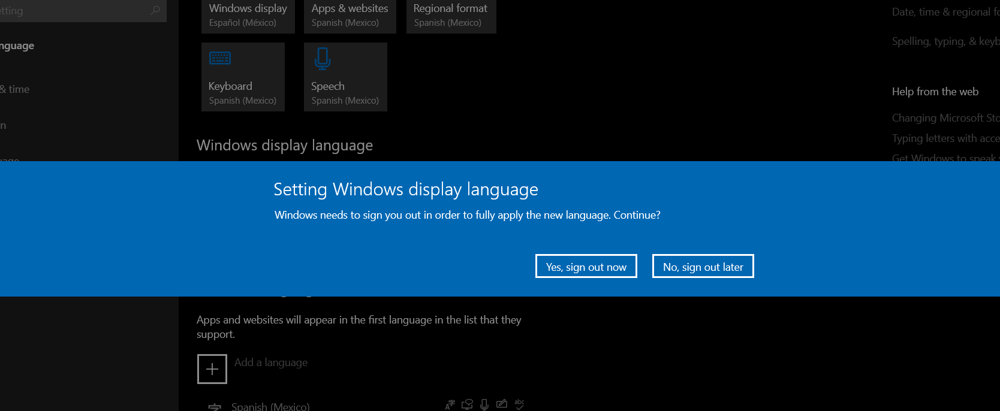 etting
Windows display
Español (México)
Apps & websites
Spanish (Mexico)
Regional format
Spanish (Mexico)
Date, time & regional fo
Spelling, typing, & keyb
nguage
Keyboard
Spanish (Mexico)
Speech
Spanish (Mexico)
& time
n
Help from the web
Changing Microsoft Sto
Typing letters with acce
Get Windows to speak
Windows display language
Setting Windows display language
Windows needs to sign you out in order to fully apply the new language. Continue?
Yes, sign out now
No, sign out later
Apps and websites will appear in the first language in the list that they
support.
Add a language
Spanish (Mexico)
abc